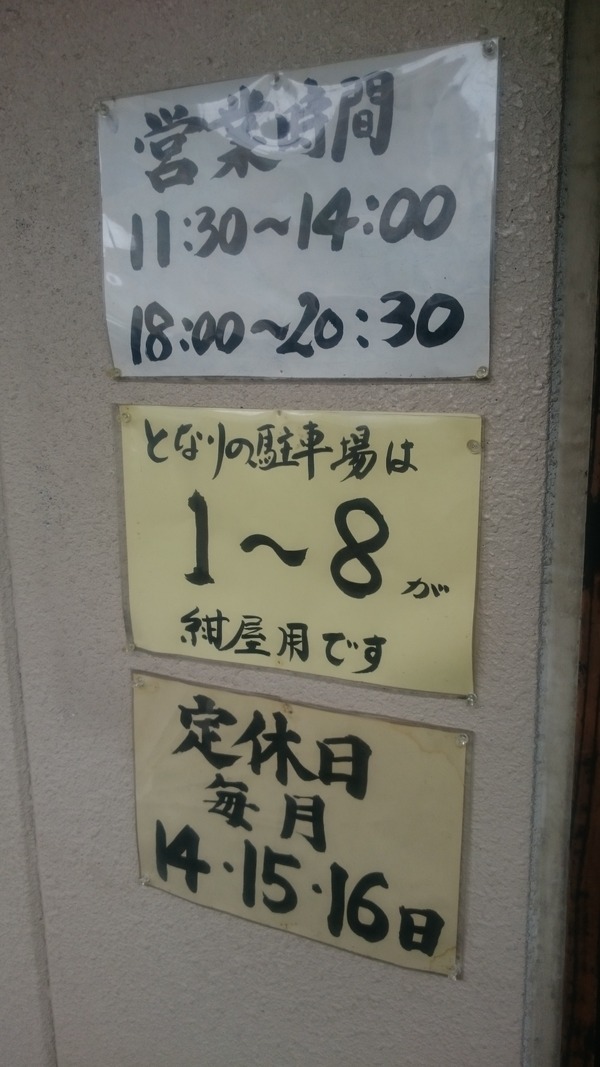 営業時間
11:30〜14:00
18:00〜20:30
となりの駐車場は
1〜8が
紺屋用です
定休日
毎月
14・15・16日